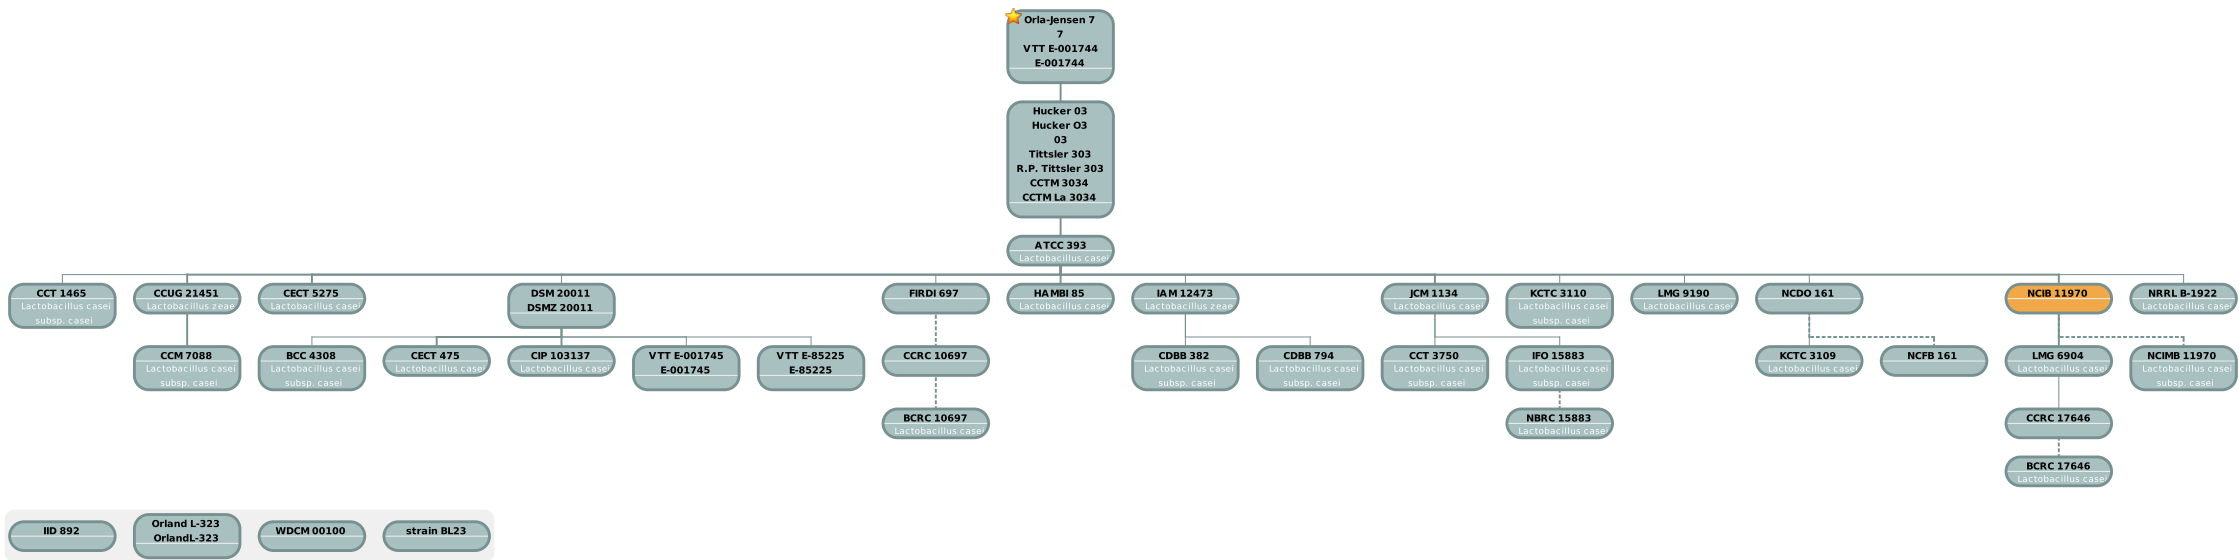 Orla-Jensen 7
7
VTT E-001744
E-001744
Hucker 03
Hucker O3
03
Tittsler 303
R.P. Tittsler 303
CCTM 3034
CCTM La 3034
ATCC 393
Lactobacillus casei
CCT 1465
Lactobacillus casei
subsp. casei
CCUG 21451
Lactobacillus zeae
CECT 5275
Lactobacillus casei
DSM 20011
DSMZ 20011
FIRDI 697
HAMBI 85
Lactobacillus casei
IAM 12473
Lactobacillus zeae
JCM 1134
Lactobacillus casei
KCTC 3110
Lactobacillus casei
subsp. casei
LMG 9190
Lactobacillus casei
NCDO 161
NCIB 11970
NRRL B-1922
Lactobacillus casei
CCM 7088
Lactobacillus casei
subsp. casei
BCC 4308
Lactobacillus casei
subsp. casei
CECT 475
Lactobacillus casei
CIP 103137
Lactobacillus casei
VTT E-001745
E-001745
VTT E-85225
E-85225
CCRC 10697
CDBB 382
Lactobacillus casei
subsp. casei
CDBB 794
Lactobacillus casei
subsp. casei
CCT 3750
Lactobacillus casei
subsp. casei
IFO 15883
Lactobacillus casei
subsp. casei
KCTC 3109
Lactobacillus casei
NCFB 161
LMG 6904
Lactobacillus casei
NCIMB 11970
Lactobacillus casei
subsp. casei
BCRC 10697
Lactobacillus casei
NBRC 15883
Lactobacillus casei
CCRC 17646
BCRC 17646
Lactobacillus casei
IID 892
Orland L-323
OrlandL-323
WDCM 00100
strain BL23